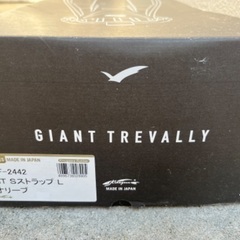 GIANT TREVALLY
MADE IN JAPAN
-2442
T Sストラップ L
オリーブ
MADE IN JAPAN